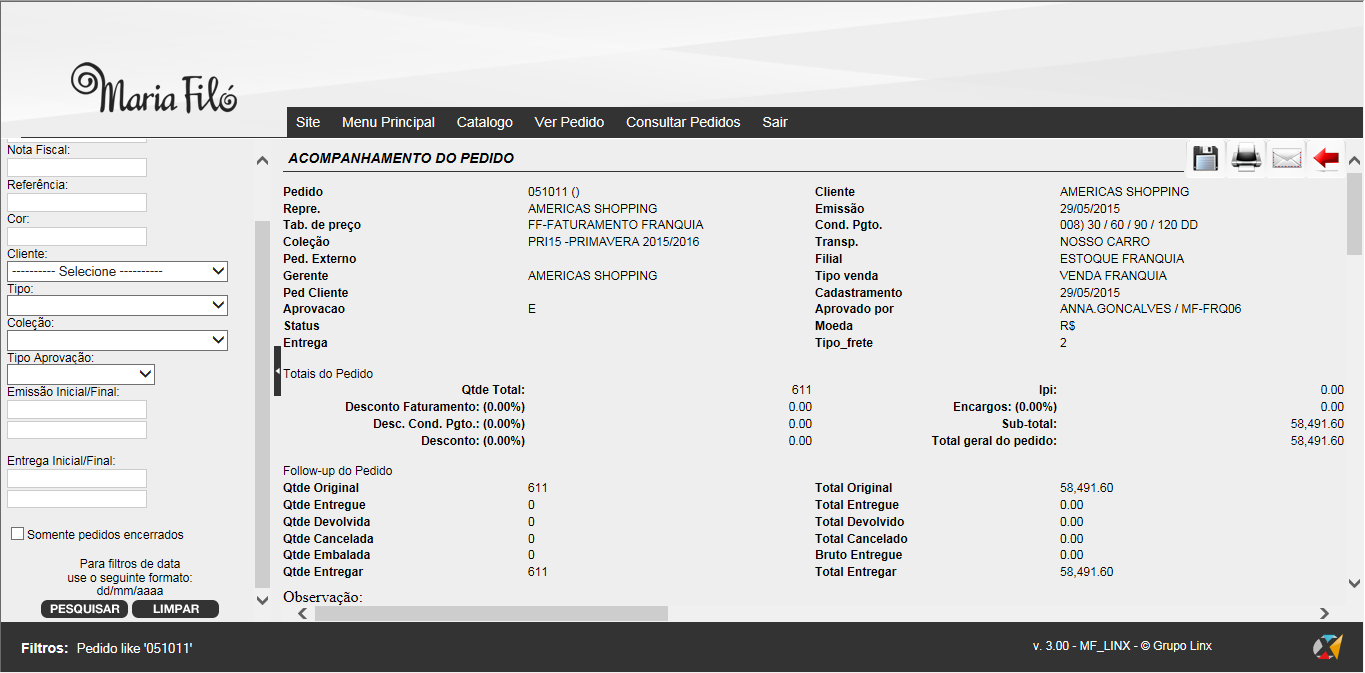 Maria Filó
Site Menu Principal Catalogo Ver Pedido Consultar Pedidos Sair
Nota Fiscal:
Referência:
Cor:
Cliente:
---------- Selecione ----------
Tipo:
Coleção:
Tipo Aprovação:
Emissão Inicial/Final:
Entrega Inicial/Final:
Somente pedidos encerrados
Para filtros de data
use o seguinte formato:
dd/mm/aaaa
PESQUISAR LIMPAR
ACOMPANHAMENTO DO PEDIDO
Pedido 051011 () Cliente AMERICAS SHOPPING
Repre. AMERICAS SHOPPING Emissão 29/05/2015
Tab. de preço FF-FATURAMENTO FRANQUIA Cond. Pgto. 008) 30 / 60 / 90 / 120 DD
Coleção PRI15 -PRIMAVERA 2015/2016 Transp. NOSSO CARRO
Ped. Externo Filial ESTOQUE FRANQUIA
Gerente AMERICAS SHOPPING Tipo venda VENDA FRANQUIA
Ped Cliente Cadastramento 29/05/2015
Aprovacao E Aprovado por ANNA.GONCALVES / MF-FRQ06
Status Moeda R$
Entrega Tipo_frete 2
Totais do Pedido
Qtde Total: 611 Ipi: 0.00
Desconto Faturamento: (0.00%) 0.00 Encargos: (0.00%) 0.00
Desc. Cond. Pgto.: (0.00%) 0.00 Sub-total: 58,491.60
Desconto: (0.00%) 0.00 Total geral do pedido: 58,491.60
Follow-up do Pedido
Qtde Original 611 Total Original 58,491.60
Qtde Entregue 0 Total Entregue 0.00
Qtde Devolvida 0 Total Devolvido 0.00
Qtde Cancelada 0 Total Cancelado 0.00
Qtde Embalada 0 Bruto Entregue 0.00
Qtde Entregar 611 Total Entregar 58,491.60
Observação:
Filtros: Pedido like '051011' v. 3.00 - MF_LINX - © Grupo Linx